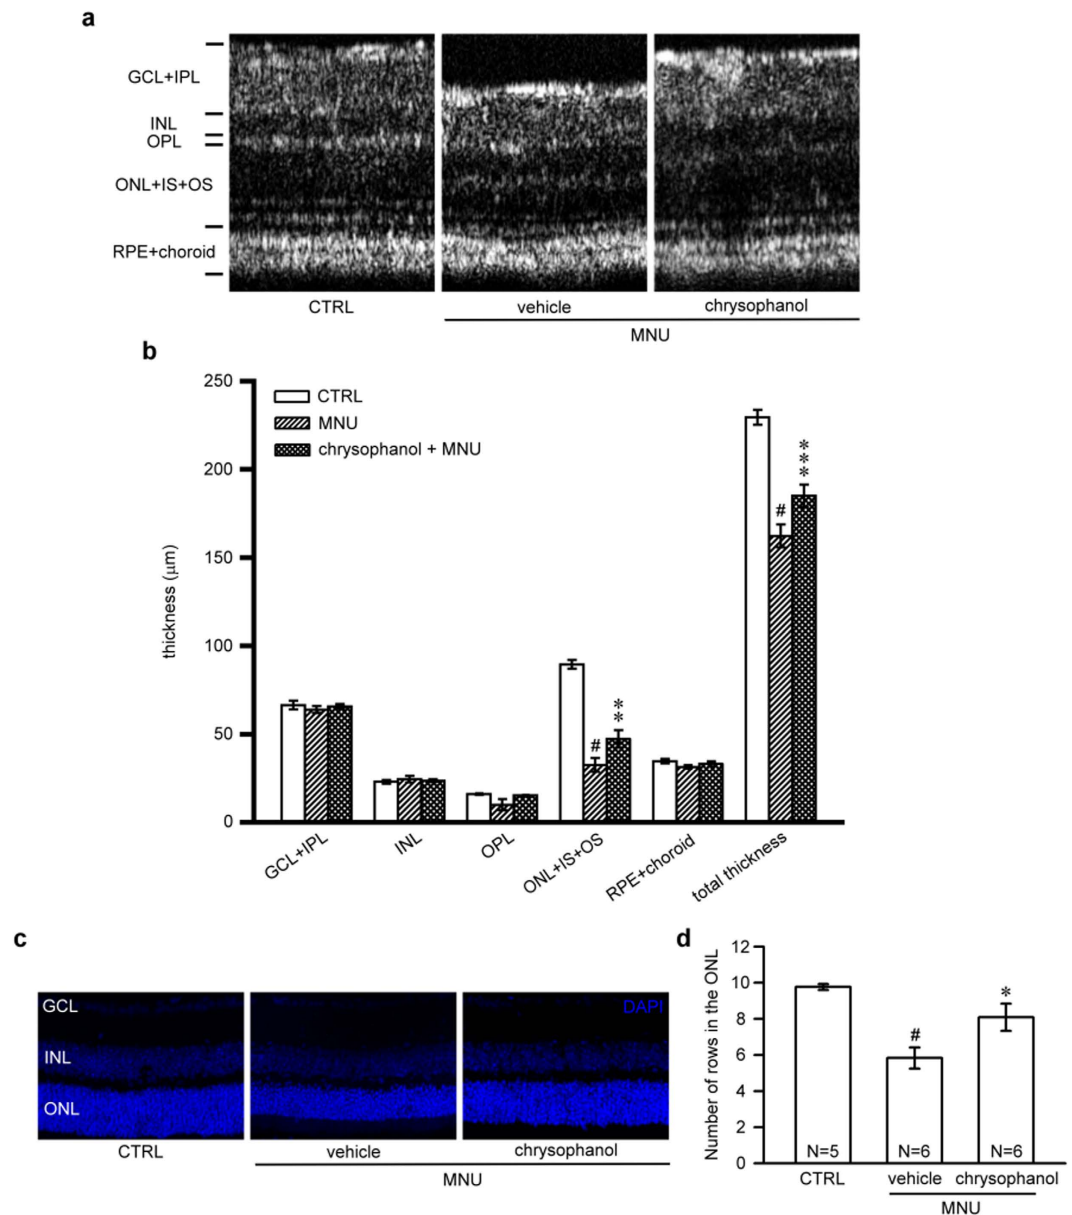 a
GCL+IPL
INL
OPL
ONL+IS+OS
RPE+choroid
CTRL
vehicle
chrysophanol
MNU
b
250
200
150
100
50
0
thickness (μm)
CTRL
MNU
chrysophanol + MNU
#
**
#
***
GCL+IPL
INL
OPL
ONL+IS+OS
RPE+choroid
total thickness
c
GCL
INL
ONL
DAPI
CTRL
vehicle
chrysophanol
MNU
d
Number of rows in the ONL
12
10
8
6
4
2
0
#
*
N=5
N=6
N=6
CTRL
vehicle
chrysophanol
MNU